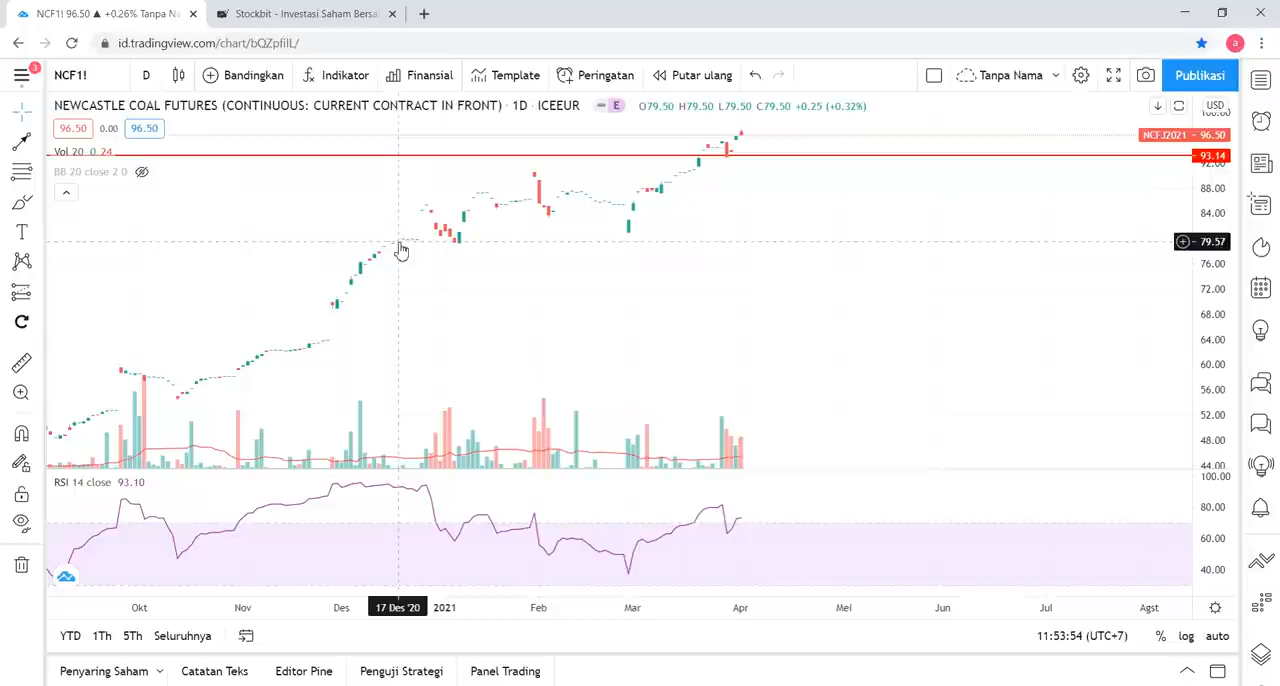 NCF1! 96.50 ▲ +0.26% Tanpa Na
Stockbit - Investasi Saham Bersa
id.tradingview.com/chart/bQZpfiIL/
a
3
NCF1!
D
Bandingkan
Indikator
Finansial
Template
Peringatan
Putar ulang
Tanpa Nama
Publikasi
NEWCASTLE COAL FUTURES (CONTINUOUS: CURRENT CONTRACT IN FRONT) · 1D · ICEEUR
E
O79.50 H79.50 L79.50 C79.50 +0.25 (+0.32%)
USD
96.50 0.00 96.50
Vol 20 0 24
BB 20 close 2 0
100.00
NCFJ2021 96.50
93.14
92.00
88.00
84.00
79.57
76.00
72.00
68.00
64.00
60.00
56.00
52.00
48.00
44.00
RSI 14 close 93.10
100.00
80.00
60.00
40.00
Okt Nov Des 17 Des '20 2021 Feb Mar Apr Mei Jun Jul Agst
YTD 1Th 5Th Seluruhnya
11:53:54 (UTC+7) % log auto
Penyaring Saham Catatan Teks Editor Pine Penguji Strategi Panel Trading